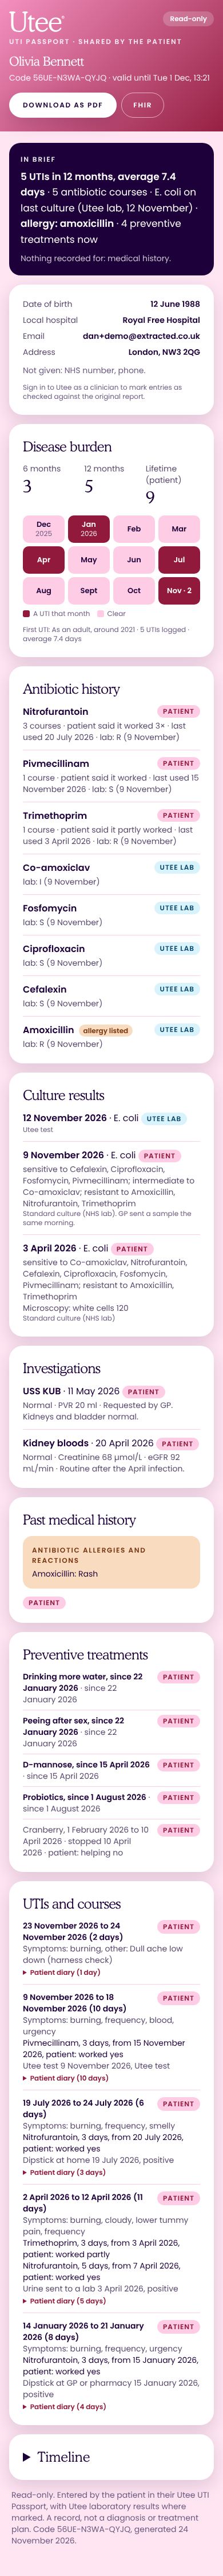 Utee®
Read-only
UTI PASSPORT · SHARED BY THE PATIENT
Olivia Bennett
Code 56UE-N3WA-QYJQ · valid until Tue 1 Dec, 13:21
DOWNLOAD AS PDF
FHIR
IN BRIEF
5 UTIs in 12 months, average 7.4
days · 5 antibiotic courses · E. coli on
last culture (Utee lab, 12 November) ·
allergy: amoxicillin · 4 preventive
treatments now
Nothing recorded for: medical history.
Date of birth 12 June 1988
Local hospital Royal Free Hospital
Email dan+demo@extracted.co.uk
Address London, NW3 2QG
Not given: NHS number, phone.
Sign in to Utee as a clinician to mark entries as
checked against the original report.
Disease burden
6 months
3
12 months
5
Lifetime
(patient)
9
Dec
2025
Jan
2026
Feb
Mar
Apr
May
Jun
Jul
Aug
Sept
Oct
Nov · 2
A UTI that month
Clear
First UTI: As an adult, around 2021 · 5 UTIs logged ·
average 7.4 days
Antibiotic history
Nitrofurantoin PATIENT
3 courses · patient said it worked 3× · last
used 20 July 2026 · lab: R (9 November)
Pivmecillinam PATIENT
1 course · patient said it worked · last used 15
November 2026 · lab: S (9 November)
Trimethoprim PATIENT
1 course · patient said it partly worked · last
used 3 April 2026 · lab: R (9 November)
Co-amoxiclav UTEE LAB
lab: I (9 November)
Fosfomycin UTEE LAB
lab: S (9 November)
Ciprofloxacin UTEE LAB
lab: S (9 November)
Cefalexin UTEE LAB
lab: S (9 November)
Amoxicillin allergy listed UTEE LAB
lab: R (9 November)
Culture results
12 November 2026 · E. coli UTEE LAB
Utee test
9 November 2026 · E. coli PATIENT
sensitive to Cefalexin, Ciprofloxacin,
Fosfomycin, Pivmecillinam; intermediate to
Co-amoxiclav; resistant to Amoxicillin,
Nitrofurantoin, Trimethoprim
Standard culture (NHS lab). GP sent a sample the
same morning.
3 April 2026 · E. coli PATIENT
sensitive to Co-amoxiclav, Nitrofurantoin,
Cefalexin, Ciprofloxacin, Fosfomycin,
Pivmecillinam; resistant to Amoxicillin,
Trimethoprim
Microscopy: white cells 120
Standard culture (NHS lab)
Investigations
USS KUB · 11 May 2026 PATIENT
Normal · PVR 20 ml · Requested by GP.
Kidneys and bladder normal.
Kidney bloods · 20 April 2026 PATIENT
Normal · Creatinine 68 µmol/L · eGFR 92
mL/min · Routine after the April infection.
Past medical history
ANTIBIOTIC ALLERGIES AND
REACTIONS
Amoxicillin: Rash
PATIENT
Preventive treatments
Drinking more water, since 22 PATIENT
January 2026 · since 22
January 2026
Peeing after sex, since 22 PATIENT
January 2026 · since 22
January 2026
D-mannose, since 15 April 2026 PATIENT
· since 15 April 2026
Probiotics, since 1 August 2026 · PATIENT
since 1 August 2026
Cranberry, 1 February 2026 to 10 PATIENT
April 2026 · stopped 10 April
2026 · patient: helping no
UTIs and courses
23 November 2026 to 24 PATIENT
November 2026 (2 days)
Symptoms: burning, other: Dull ache low
down (harness check)
▶ Patient diary (1 day)
9 November 2026 to 18 PATIENT
November 2026 (10 days)
Symptoms: burning, frequency, blood,
urgency
Pivmecillinam, 3 days, from 15 November
2026, patient: worked yes
Utee test 9 November 2026, Utee test
▶ Patient diary (10 days)
19 July 2026 to 24 July 2026 (6 PATIENT
days)
Symptoms: burning, frequency, smelly
Nitrofurantoin, 3 days, from 20 July 2026,
patient: worked yes
Dipstick at home 19 July 2026, positive
▶ Patient diary (3 days)
2 April 2026 to 12 April 2026 (11 PATIENT
days)
Symptoms: burning, cloudy, lower tummy
pain, frequency
Trimethoprim, 3 days, from 3 April 2026,
patient: worked partly
Nitrofurantoin, 5 days, from 7 April 2026,
patient: worked yes
Urine sent to a lab 3 April 2026, positive
▶ Patient diary (5 days)
14 January 2026 to 21 January PATIENT
2026 (8 days)
Symptoms: burning, frequency, urgency
Nitrofurantoin, 3 days, from 15 January 2026,
patient: worked yes
Dipstick at GP or pharmacy 15 January 2026,
positive
▶ Patient diary (4 days)
▶ Timeline
Read-only. Entered by the patient in their Utee UTI
Passport, with Utee laboratory results where
marked. A record, not a diagnosis or treatment
plan. Code 56UE-N3WA-QYJQ, generated 24
November 2026.